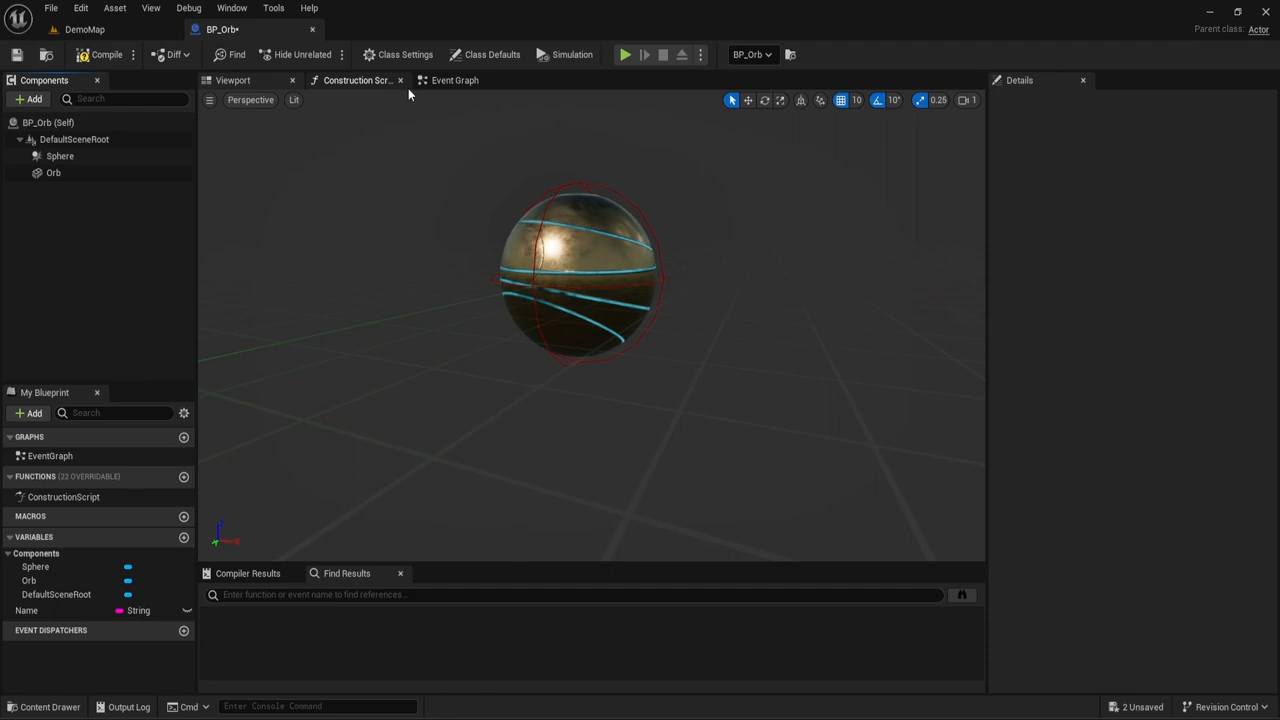 File Edit Asset View Debug Window Tools Help
DemoMap BP_Orb* Parent class: Actor
Compile Diff Find Hide Unrelated Class Settings Class Defaults Simulation BP_Orb
Components Viewport Construction Scr... Event Graph Details
Add Search Perspective Lit 10 10° 0.25 1
BP_Orb (Self)
DefaultSceneRoot
Sphere
Orb
My Blueprint
Add Search
GRAPHS
EventGraph
FUNCTIONS (22 OVERRIDABLE)
ConstructionScript
MACROS
VARIABLES
Components
Sphere
Orb
DefaultSceneRoot
Name String
EVENT DISPATCHERS
Compiler Results Find Results
Enter function or event name to find references...
Content Drawer Output Log Cmd Enter Console Command 2 Unsaved Revision Control